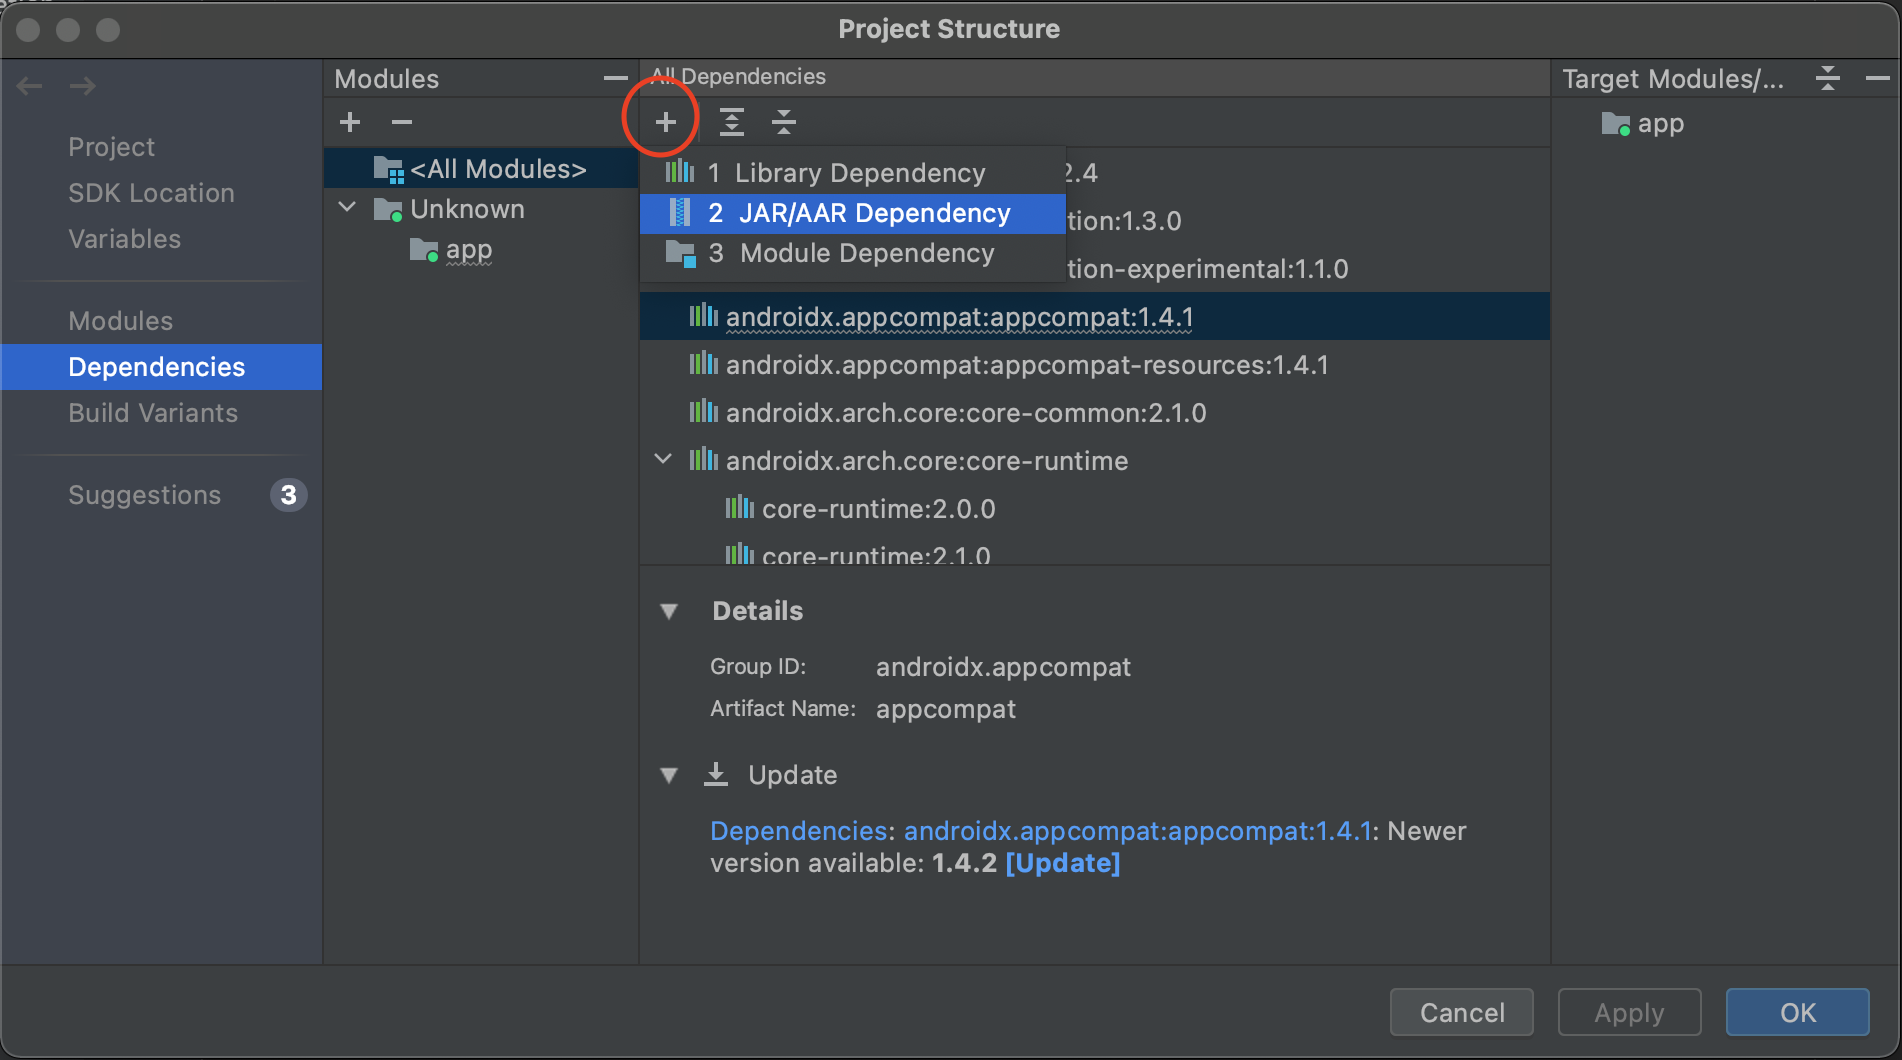 Project Structure
Project
SDK Location
Variables
Modules
Dependencies
Build Variants
Suggestions 3
Modules
<All Modules>
Unknown
app
All Dependencies
1 Library Dependency
2 JAR/AAR Dependency
3 Module Dependency
2.4
tion:1.3.0
tion-experimental:1.1.0
androidx.appcompat:appcompat:1.4.1
androidx.appcompat:appcompat-resources:1.4.1
androidx.arch.core:core-common:2.1.0
androidx.arch.core:core-runtime
core-runtime:2.0.0
core-runtime:2.1.0
Details
Group ID: androidx.appcompat
Artifact Name: appcompat
Update
Dependencies: androidx.appcompat:appcompat:1.4.1: Newer
version available: 1.4.2 [Update]
Target Modules/...
app
Cancel
Apply
OK